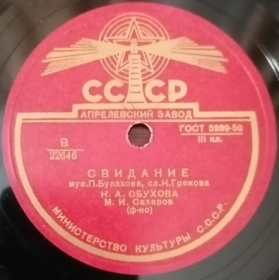 СССР
АПРЕЛЕВСКИЙ ЗАВОД
ГОСТ 5289-50
III кл.
В
22646
СВИДАНИЕ
муз.П.Булахова, сл.Н.Грекова
Н. А. ОБУХОВА
М. И. Сахаров
(ф-но)
МИНИСТЕРСТВО КУЛЬТУРЫ С.С.С.Р.